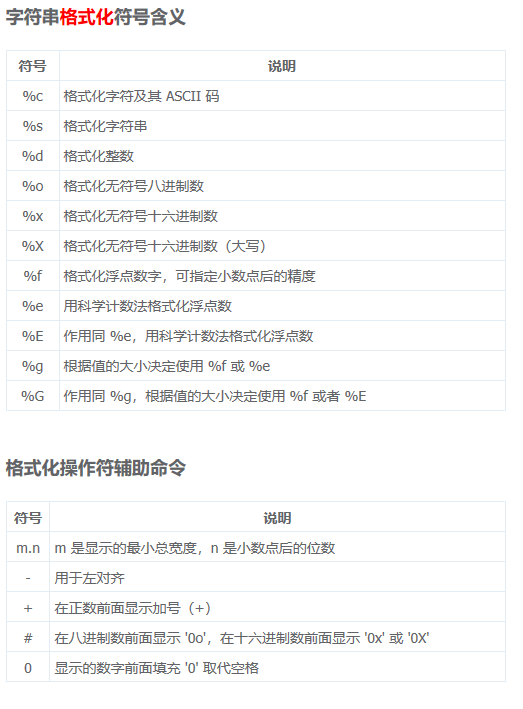 字符串格式化符号含义
符号 说明
%c 格式化字符及其 ASCII 码
%s 格式化字符串
%d 格式化整数
%o 格式化无符号八进制数
%x 格式化无符号十六进制数
%X 格式化无符号十六进制数（大写）
%f 格式化浮点数字，可指定小数点后的精度
%e 用科学计数法格式化浮点数
%E 作用同 %e，用科学计数法格式化浮点数
%g 根据值的大小决定使用 %f 或 %e
%G 作用同 %g，根据值的大小决定使用 %f 或者 %E
格式化操作符辅助命令
符号 说明
m.n m 是显示的最小总宽度，n 是小数点后的位数
- 用于左对齐
+ 在正数前面显示加号（+）
# 在八进制数前面显示 '0o'，在十六进制数前面显示 '0x' 或 '0X'
0 显示的数字前面填充 '0' 取代空格